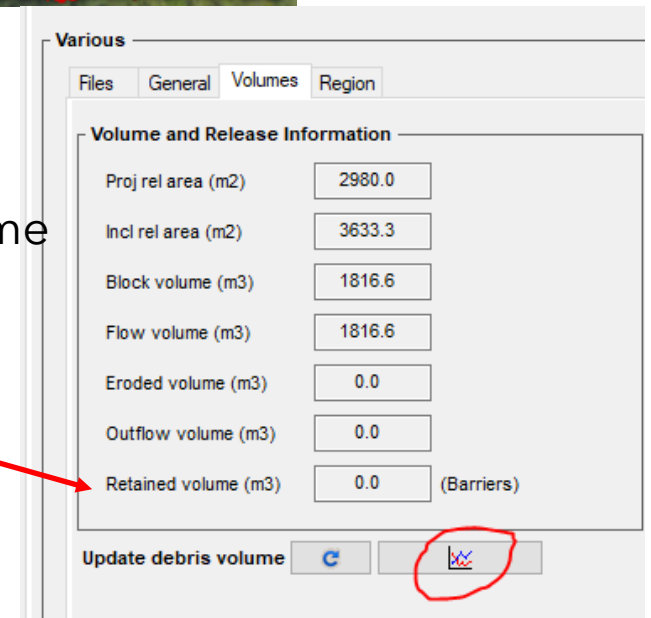 Various
Files General Volumes Region
Volume and Release Information
Proj rel area (m2) 2980.0
me
Incl rel area (m2) 3633.3
Block volume (m3) 1816.6
Flow volume (m3) 1816.6
Eroded volume (m3) 0.0
Outflow volume (m3) 0.0
Retained volume (m3) 0.0 (Barriers)
Update debris volume